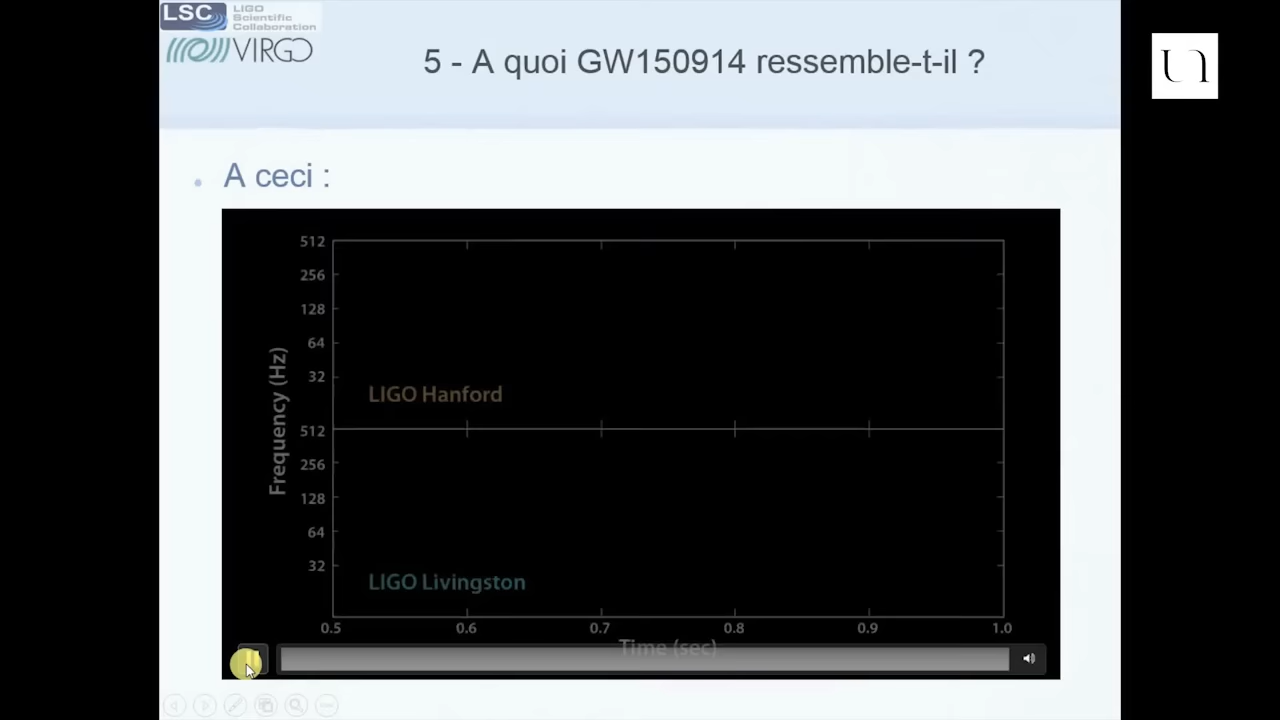 LSC
LIGO
Scientific
Collaboration
VIRGO
5 - A quoi GW150914 ressemble-t-il ?
A ceci :
Frequency (Hz)
512
256
128
64
32
LIGO Hanford
512
256
128
64
32
LIGO Livingston
0.5 0.6 0.7 0.8 0.9 1.0
Time (sec)